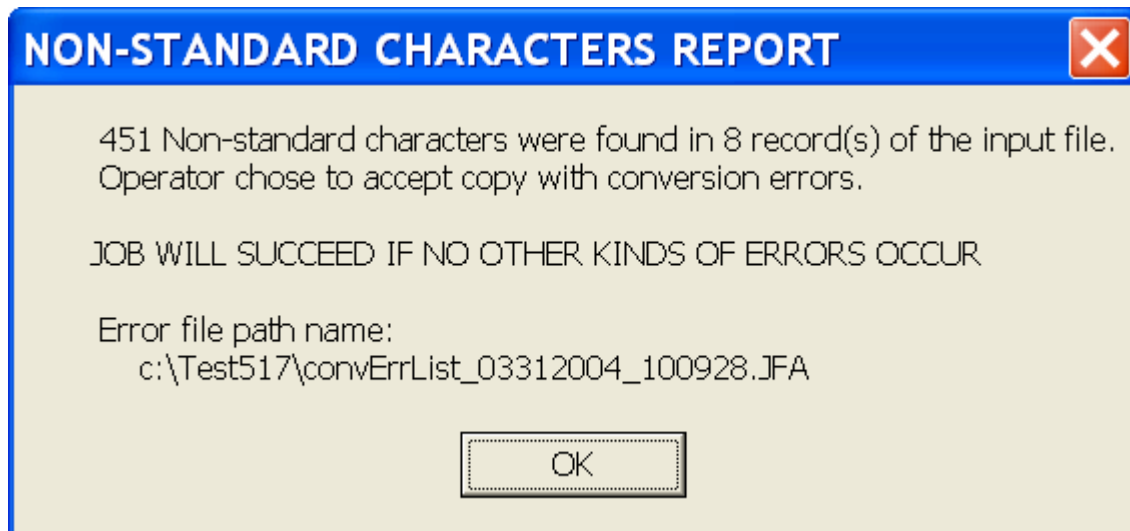 NON-STANDARD CHARACTERS REPORT
451 Non-standard characters were found in 8 record(s) of the input file.
Operator chose to accept copy with conversion errors.
JOB WILL SUCCEED IF NO OTHER KINDS OF ERRORS OCCUR
Error file path name:
c:\Test517\convErrList_03312004_100928.JFA
OK